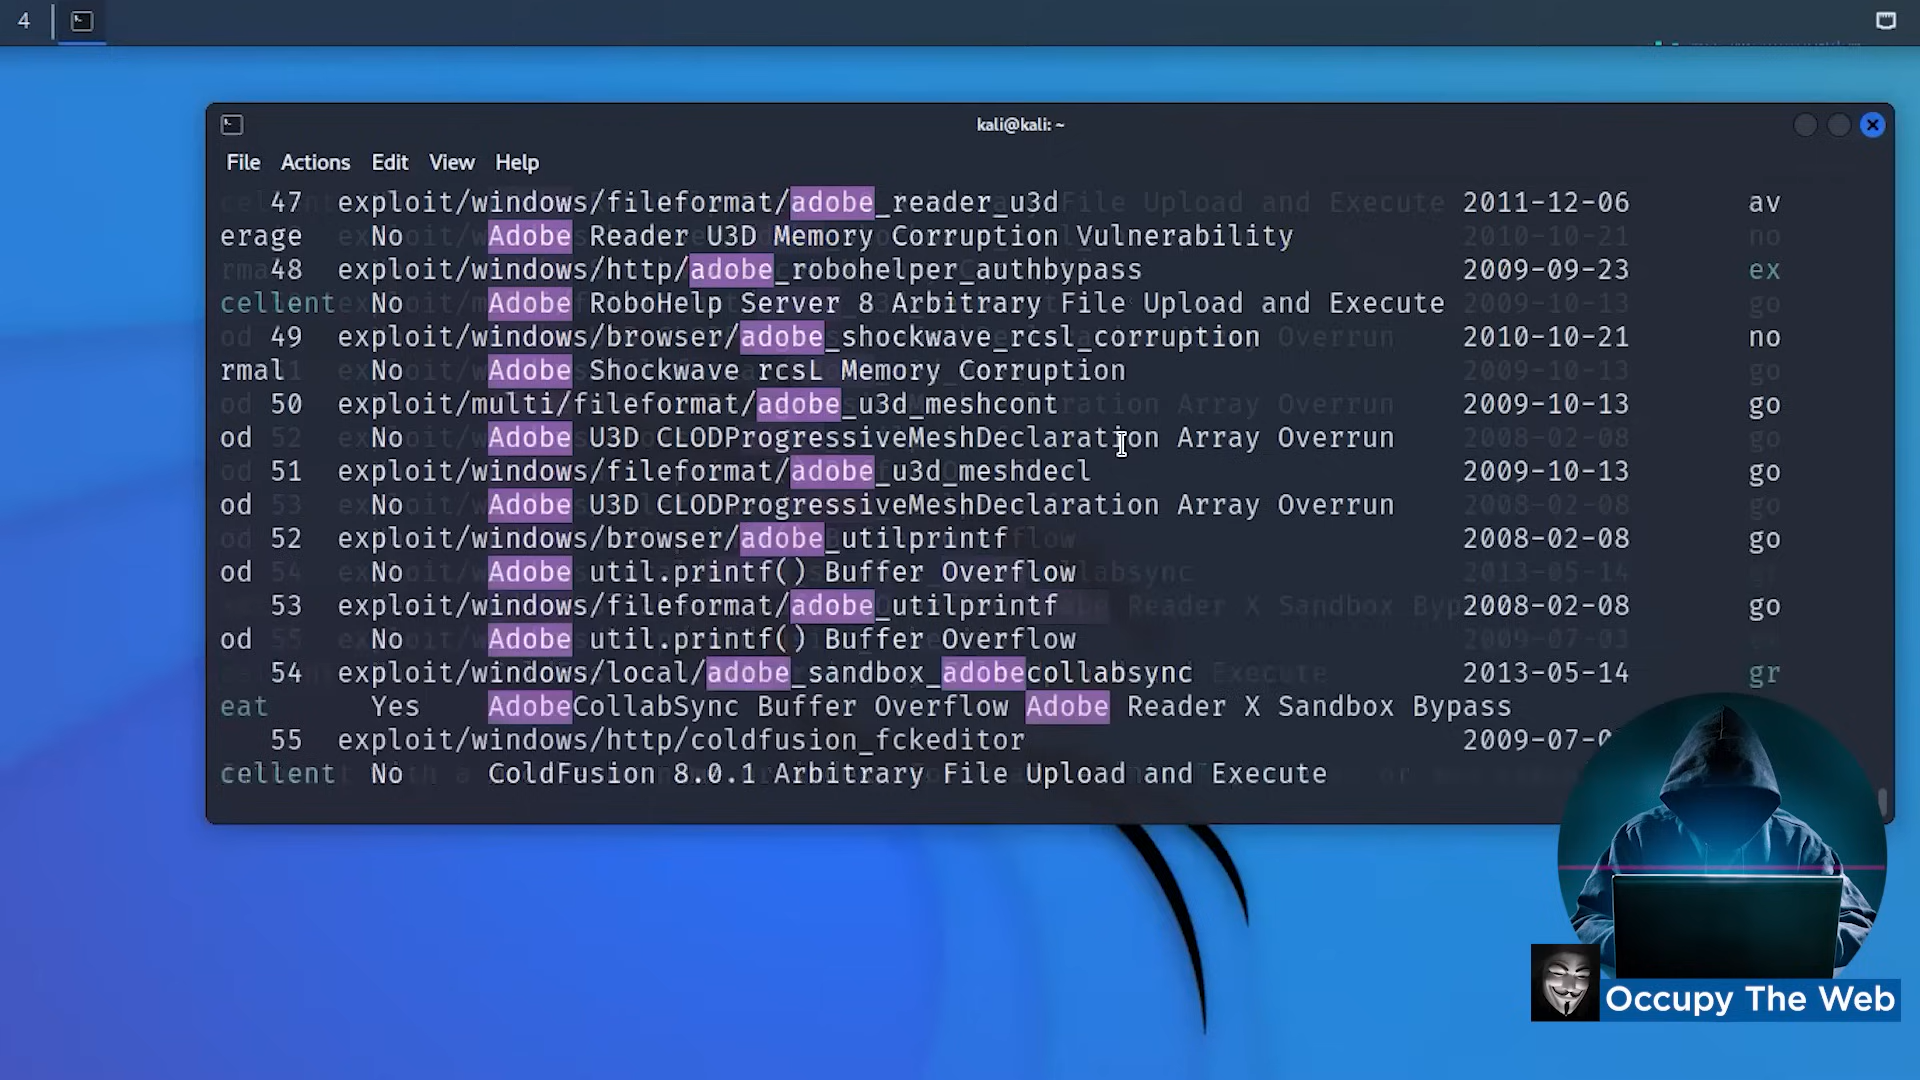 4
kali@kali: ~
File Actions Edit View Help
47 exploit/windows/fileformat/adobe_reader_u3d 2011-12-06 av
erage No Adobe Reader U3D Memory Corruption Vulnerability
48 exploit/windows/http/adobe_robohelper_authbypass 2009-09-23 ex
cellent No Adobe RoboHelp Server 8 Arbitrary File Upload and Execute
49 exploit/windows/browser/adobe_shockwave_rcsl_corruption 2010-10-21 no
rmal No Adobe Shockwave rcsL Memory Corruption
50 exploit/multi/fileformat/adobe_u3d_meshcont 2009-10-13 go
od No Adobe U3D CLODProgressiveMeshDeclaration Array Overrun
51 exploit/windows/fileformat/adobe_u3d_meshdecl 2009-10-13 go
od No Adobe U3D CLODProgressiveMeshDeclaration Array Overrun
52 exploit/windows/browser/adobe_utilprintf 2008-02-08 go
od No Adobe util.printf() Buffer Overflow
53 exploit/windows/fileformat/adobe_utilprintf 2008-02-08 go
od No Adobe util.printf() Buffer Overflow
54 exploit/windows/local/adobe_sandbox_adobecollabsync 2013-05-14 gr
eat Yes AdobeCollabSync Buffer Overflow Adobe Reader X Sandbox Bypass
55 exploit/windows/http/coldfusion_fckeditor 2009-07-0
cellent No ColdFusion 8.0.1 Arbitrary File Upload and Execute
Occupy The Web